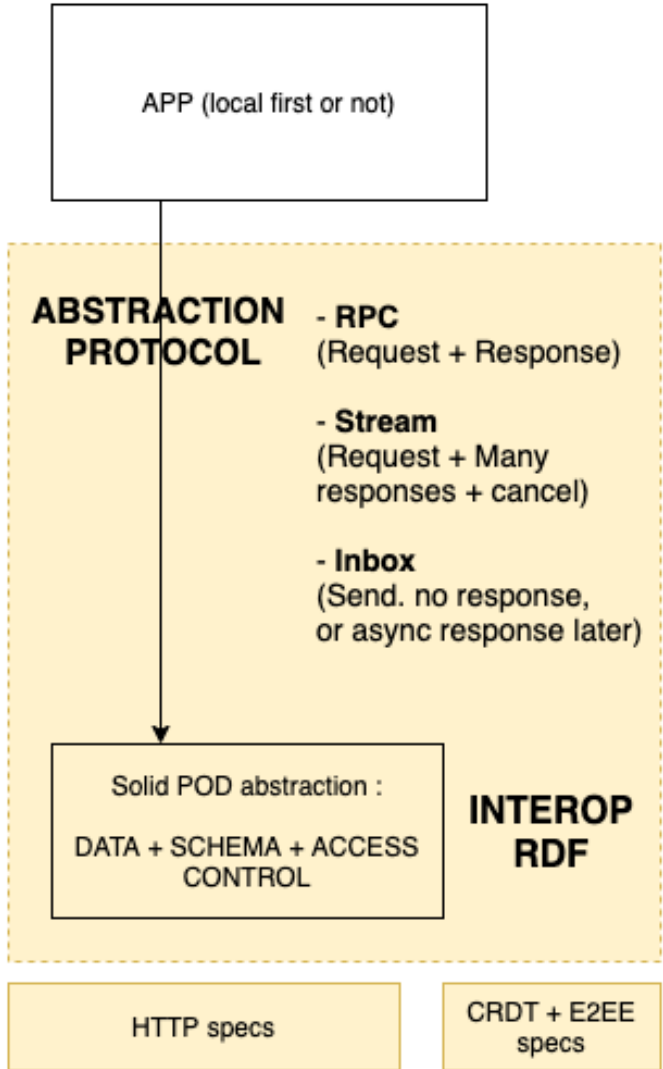 APP (local first or not)
ABSTRACTION
PROTOCOL
- RPC
(Request + Response)
- Stream
(Request + Many
responses + cancel)
- Inbox
(Send. no response,
or async response later)
Solid POD abstraction :
DATA + SCHEMA + ACCESS
CONTROL
INTEROP
RDF
HTTP specs
CRDT + E2EE
specs